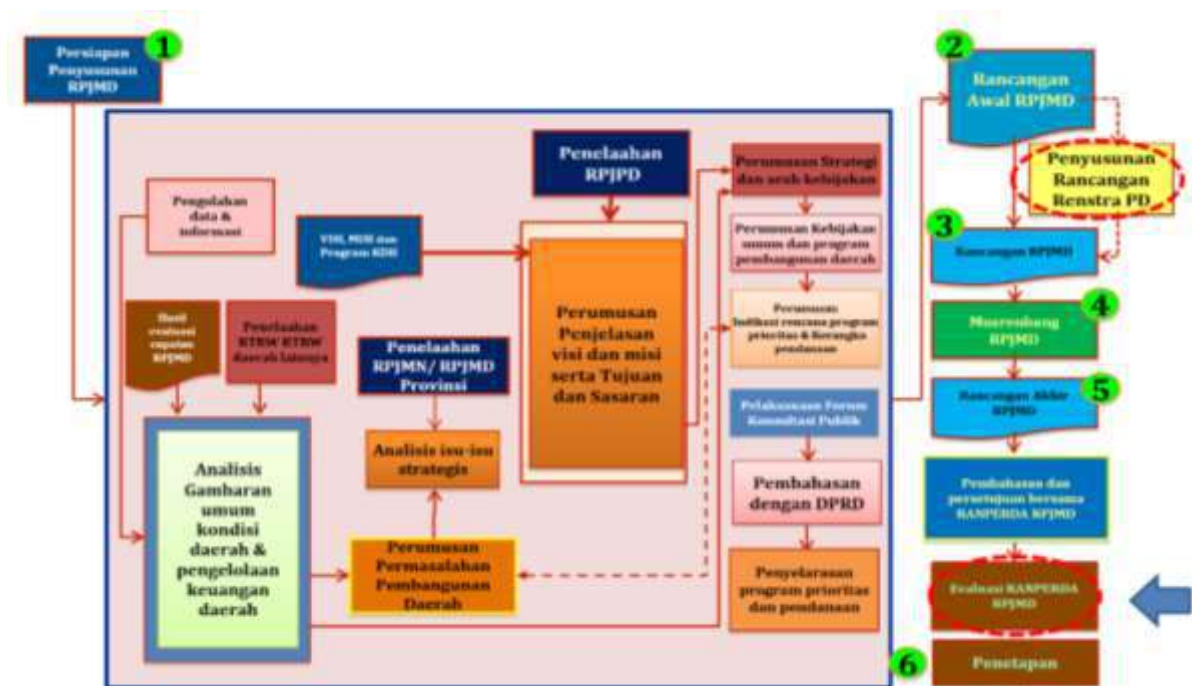 1
Persiapan
Penyusunan
RPJMD
Pengolahan
data &
informasi
VISI, MISI dan
Program KDH
Hasil
evaluasi
capaian
RPJMD
Penelaahan
RTRW RTRW
daerah lainnya
Analisis
Gambaran
umum
kondisi
daerah &
pengelolaan
keuangan
daerah
Penelaahan
RPJMN/ RPJMD
Provinsi
Analisis isu-isu
strategis
Perumusan
Permasalahan
Pembangunan
Daerah
Penelaahan
RPJPD
Perumusan
Penjelasan
visi dan misi
serta Tujuan
dan Sasaran
Perumusan Strategi
dan arah kebijakan
Perumusan Kebijakan
umum dan program
pembangunan daerah
Perumusan
Indikasi rencana program
prioritas & Kerangka
pendanaan
Pelaksanaan Forum
Konsultasi Publik
Pembahasan
dengan DPRD
Penyelarasan
program prioritas
dan pendanaan
2
Rancangan
Awal RPJMD
Penyusunan
Rancangan
Renstra PD
3
Rancangan RPJMD
4
Musrenbang
RPJMD
5
Rancangan Akhir
RPJMD
Pembahasan dan
persetujuan bersama
RANPERDA RPJMD
Evaluasi RANPERDA
RPJMD
6
Penetapan